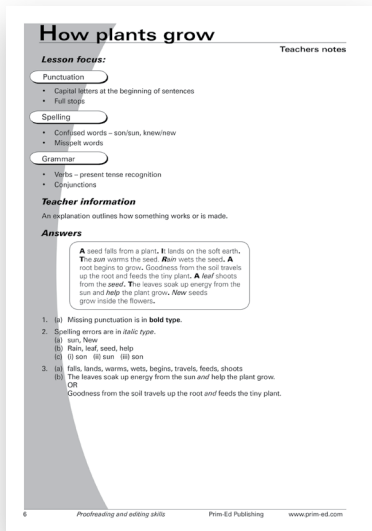 How plants grow
Teachers notes
Lesson focus:
Punctuation
• Capital letters at the beginning of sentences
• Full stops
Spelling
• Confused words – son/sun, knew/new
• Misspelt words
Grammar
• Verbs – present tense recognition
• Conjunctions
Teacher information
An explanation outlines how something works or is made.
Answers
A seed falls from a plant. It lands on the soft earth.
The sun warms the seed. Rain wets the seed. A
root begins to grow. Goodness from the soil travels
up the root and feeds the tiny plant. A leaf shoots
from the seed. The leaves soak up energy from the
sun and help the plant grow. New seeds
grow inside the flowers.
1. (a) Missing punctuation is in bold type.
2. Spelling errors are in italic type.
(a) sun, New
(b) Rain, leaf, seed, help
(c) (i) son (ii) sun (iii) son
3. (a) falls, lands, warms, wets, begins, travels, feeds, shoots
(b) The leaves soak up energy from the sun and help the plant grow.
OR
Goodness from the soil travels up the root and feeds the tiny plant.
6 Proofreading and editing skills Prim-Ed Publishing www.prim-ed.com